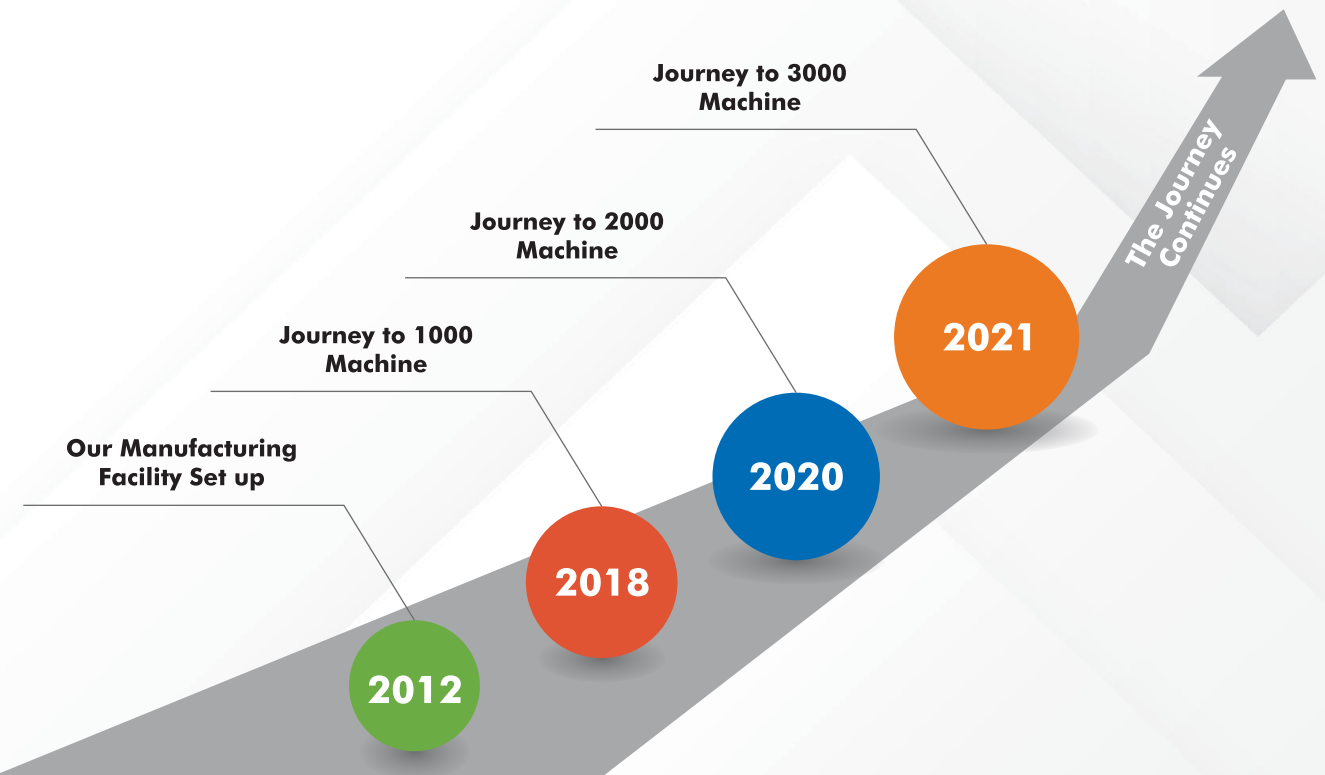 Journey to 3000
Machine
The Journey
Continues
Journey to 2000
Machine
Journey to 1000
Machine
2021
Our Manufacturing
Facility Set up
2020
2018
2012